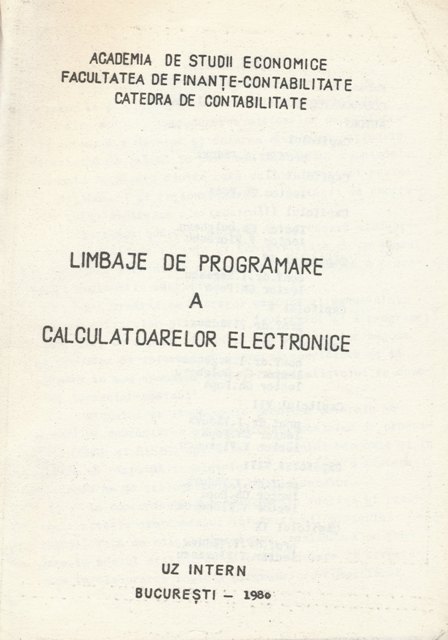 ACADEMIA DE STUDII ECONOMICE
FACULTATEA DE FINANȚE-CONTABILITATE
CATEDRA DE CONTABILITATE
LIMBAJE DE PROGRAMARE
A
CALCULATOARELOR ELECTRONICE
UZ INTERN
BUCUREȘTI - 1980